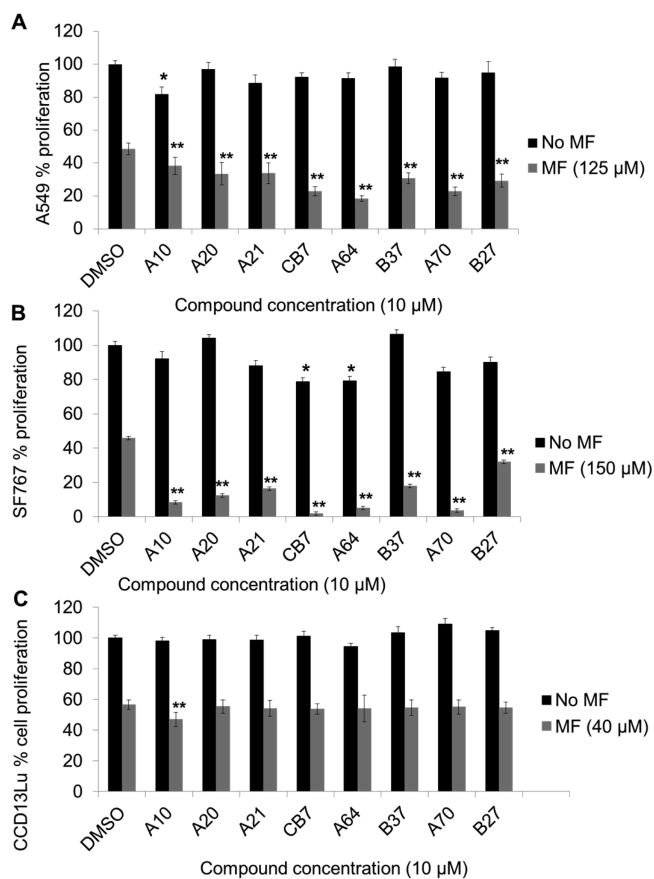 A
A549 % proliferation
120
100
80
60
40
20
0
*
**
**
**
**
**
**
**
**
No MF
MF (125 µM)
DMSO
A10
A20
A21
CB7
A64
B37
A70
B27
Compound concentration (10 µM)
B
SF767 % proliferation
120
100
80
60
40
20
0
*
*
**
**
**
**
**
**
**
**
No MF
MF (150 µM)
DMSO
A10
A20
A21
CB7
A64
B37
A70
B27
Compound concentration (10 µM)
C
CCD13Lu % cell proliferation
120
100
80
60
40
20
0
**
No MF
MF (40 µM)
DMSO
A10
A20
A21
CB7
A64
B37
A70
B27
Compound concentration (10 µM)